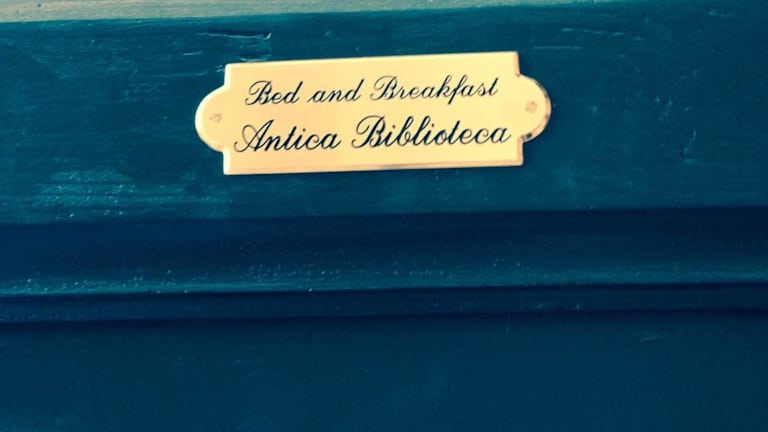 Bed and Breakfast
Antica Biblioteca